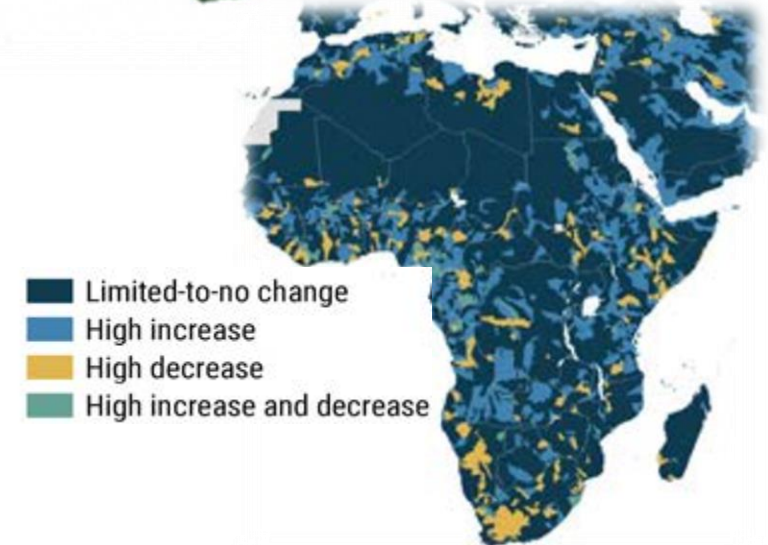 Limited-to-no change
High increase
High decrease
High increase and decrease